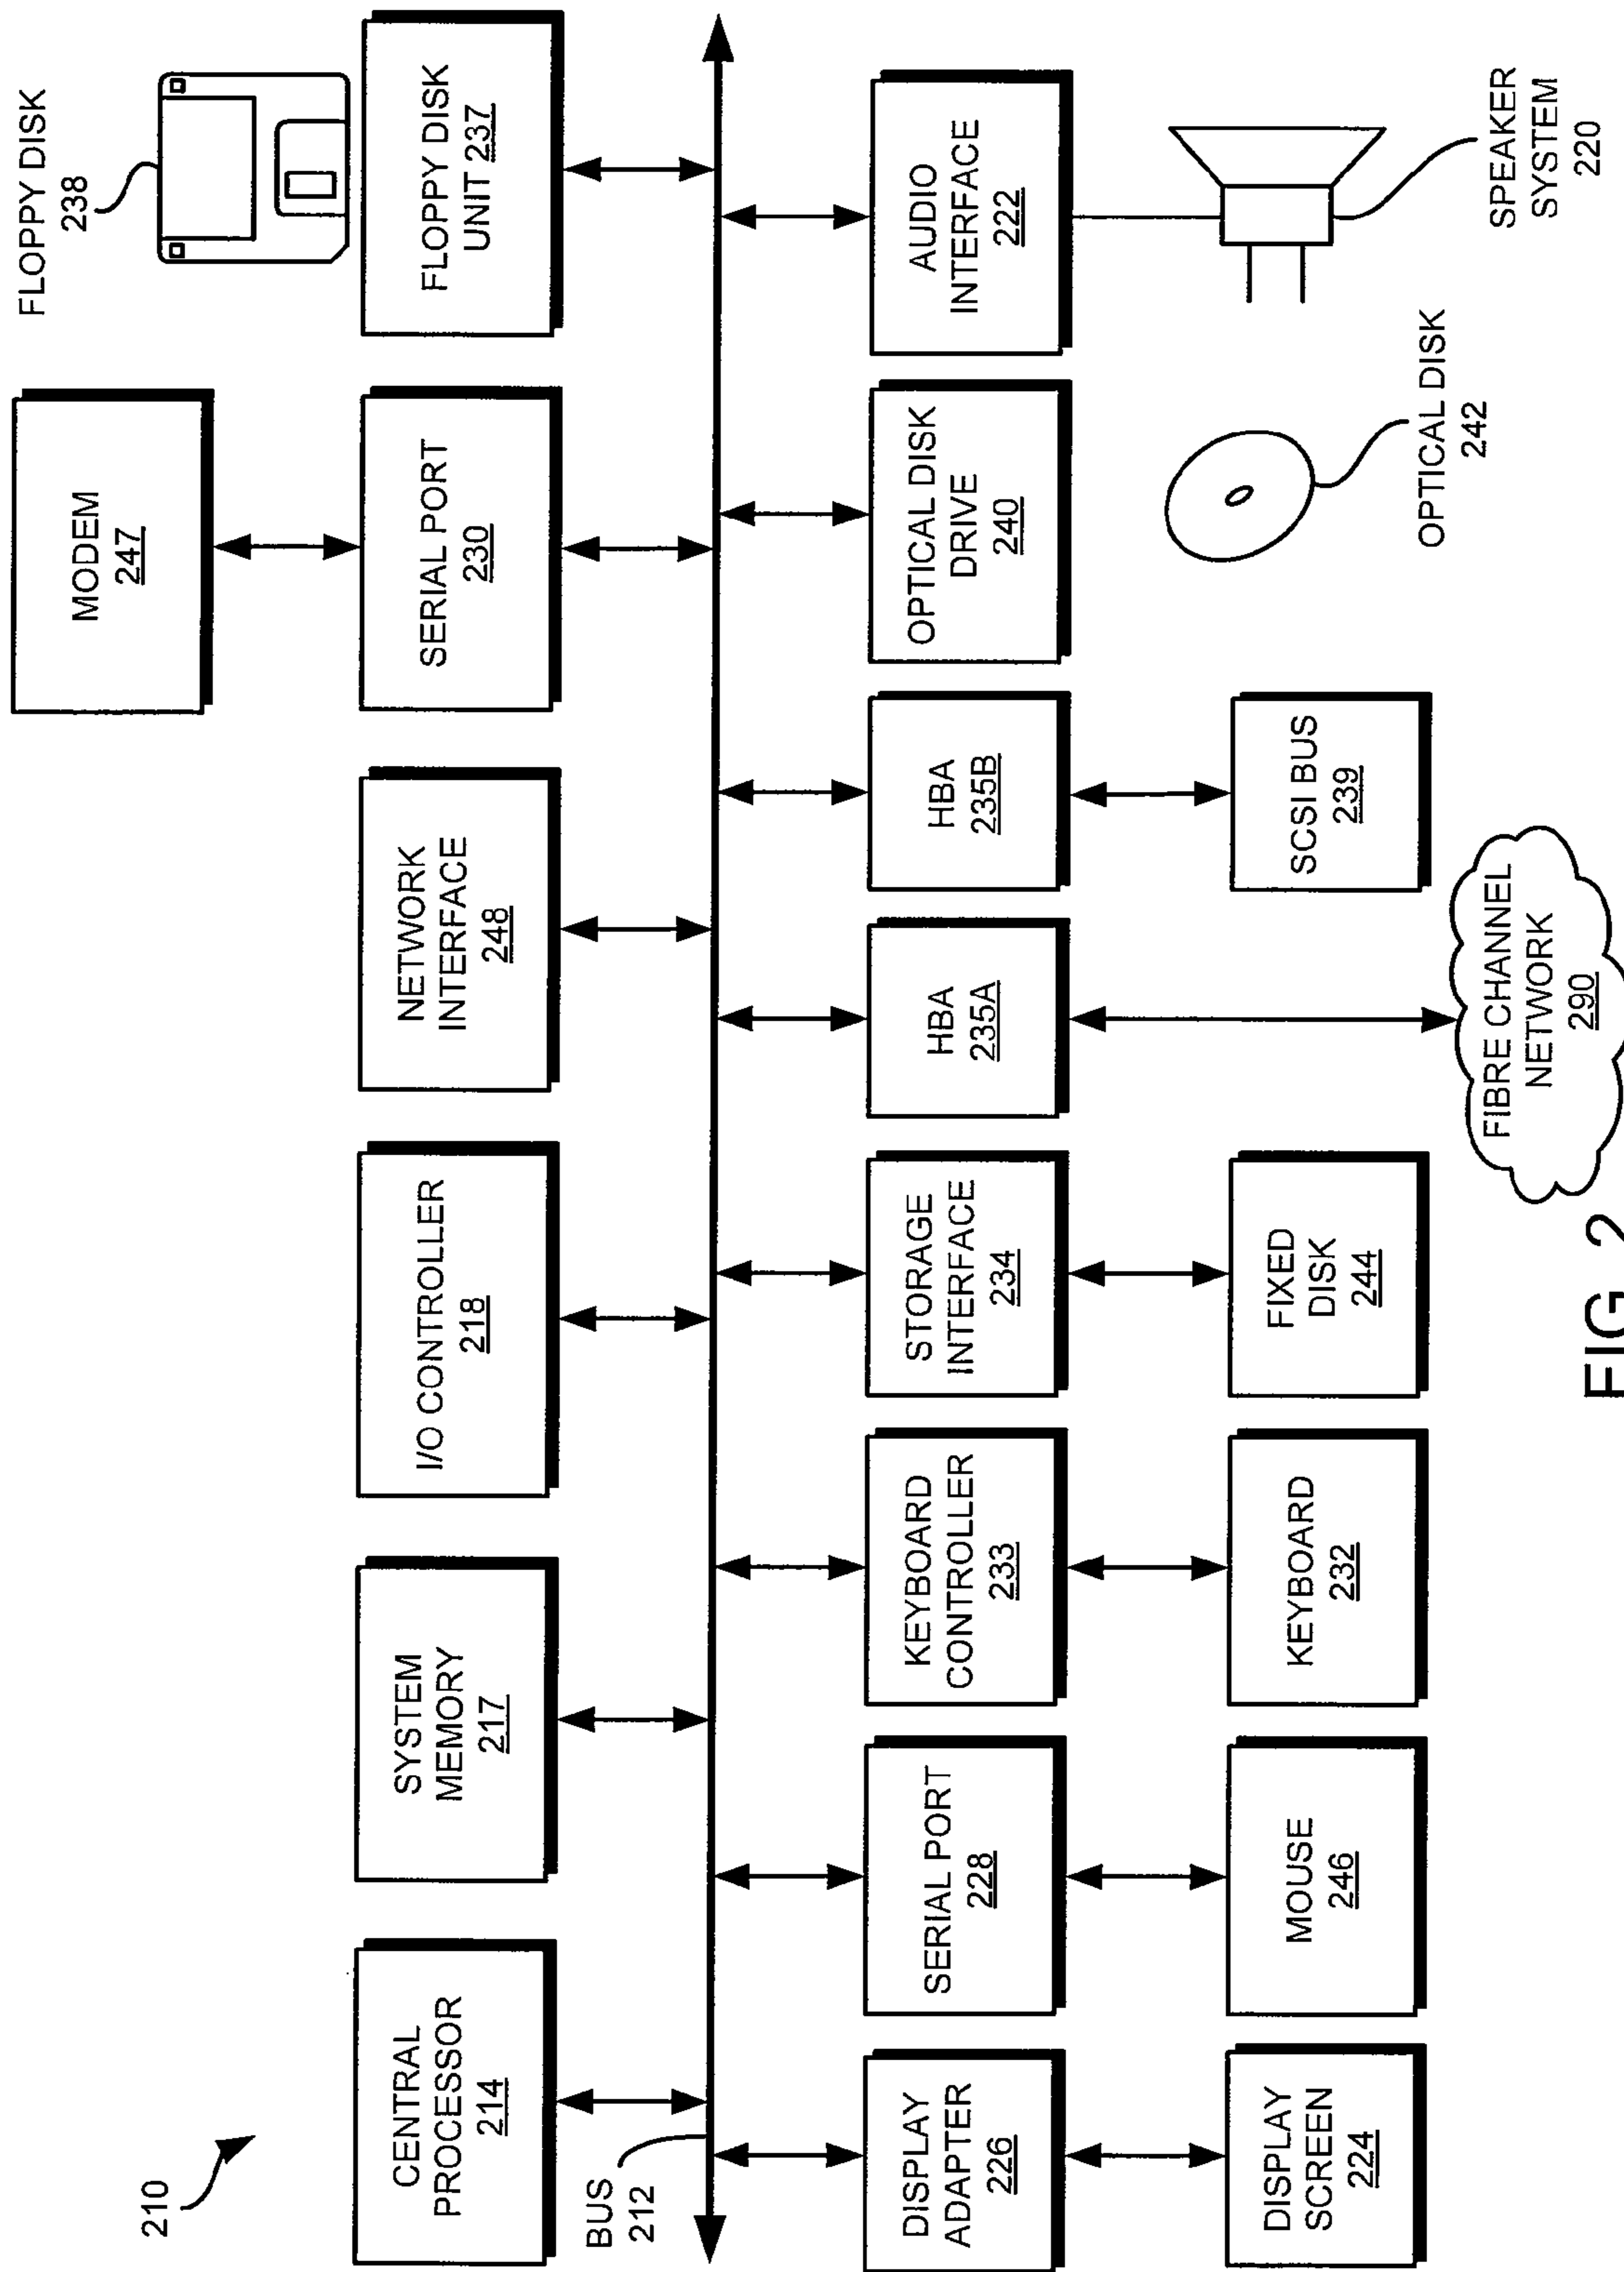 210
CENTRAL
PROCESSOR
214
SYSTEM
MEMORY
217
I/O CONTROLLER
218
NETWORK
INTERFACE
248
MODEM
247
SERIAL PORT
230
FLOPPY DISK
238
FLOPPY DISK
UNIT 237
BUS
212
DISPLAY
ADAPTER
226
SERIAL PORT
228
KEYBOARD
CONTROLLER
233
STORAGE
INTERFACE
234
HBA
235A
HBA
235B
OPTICAL DISK
DRIVE
240
AUDIO
INTERFACE
222
DISPLAY
SCREEN
224
MOUSE
246
KEYBOARD
232
FIXED
DISK
244
SCSI BUS
239
FIBRE CHANNEL
NETWORK
290
OPTICAL DISK
242
SPEAKER
SYSTEM
220
FIG. 2